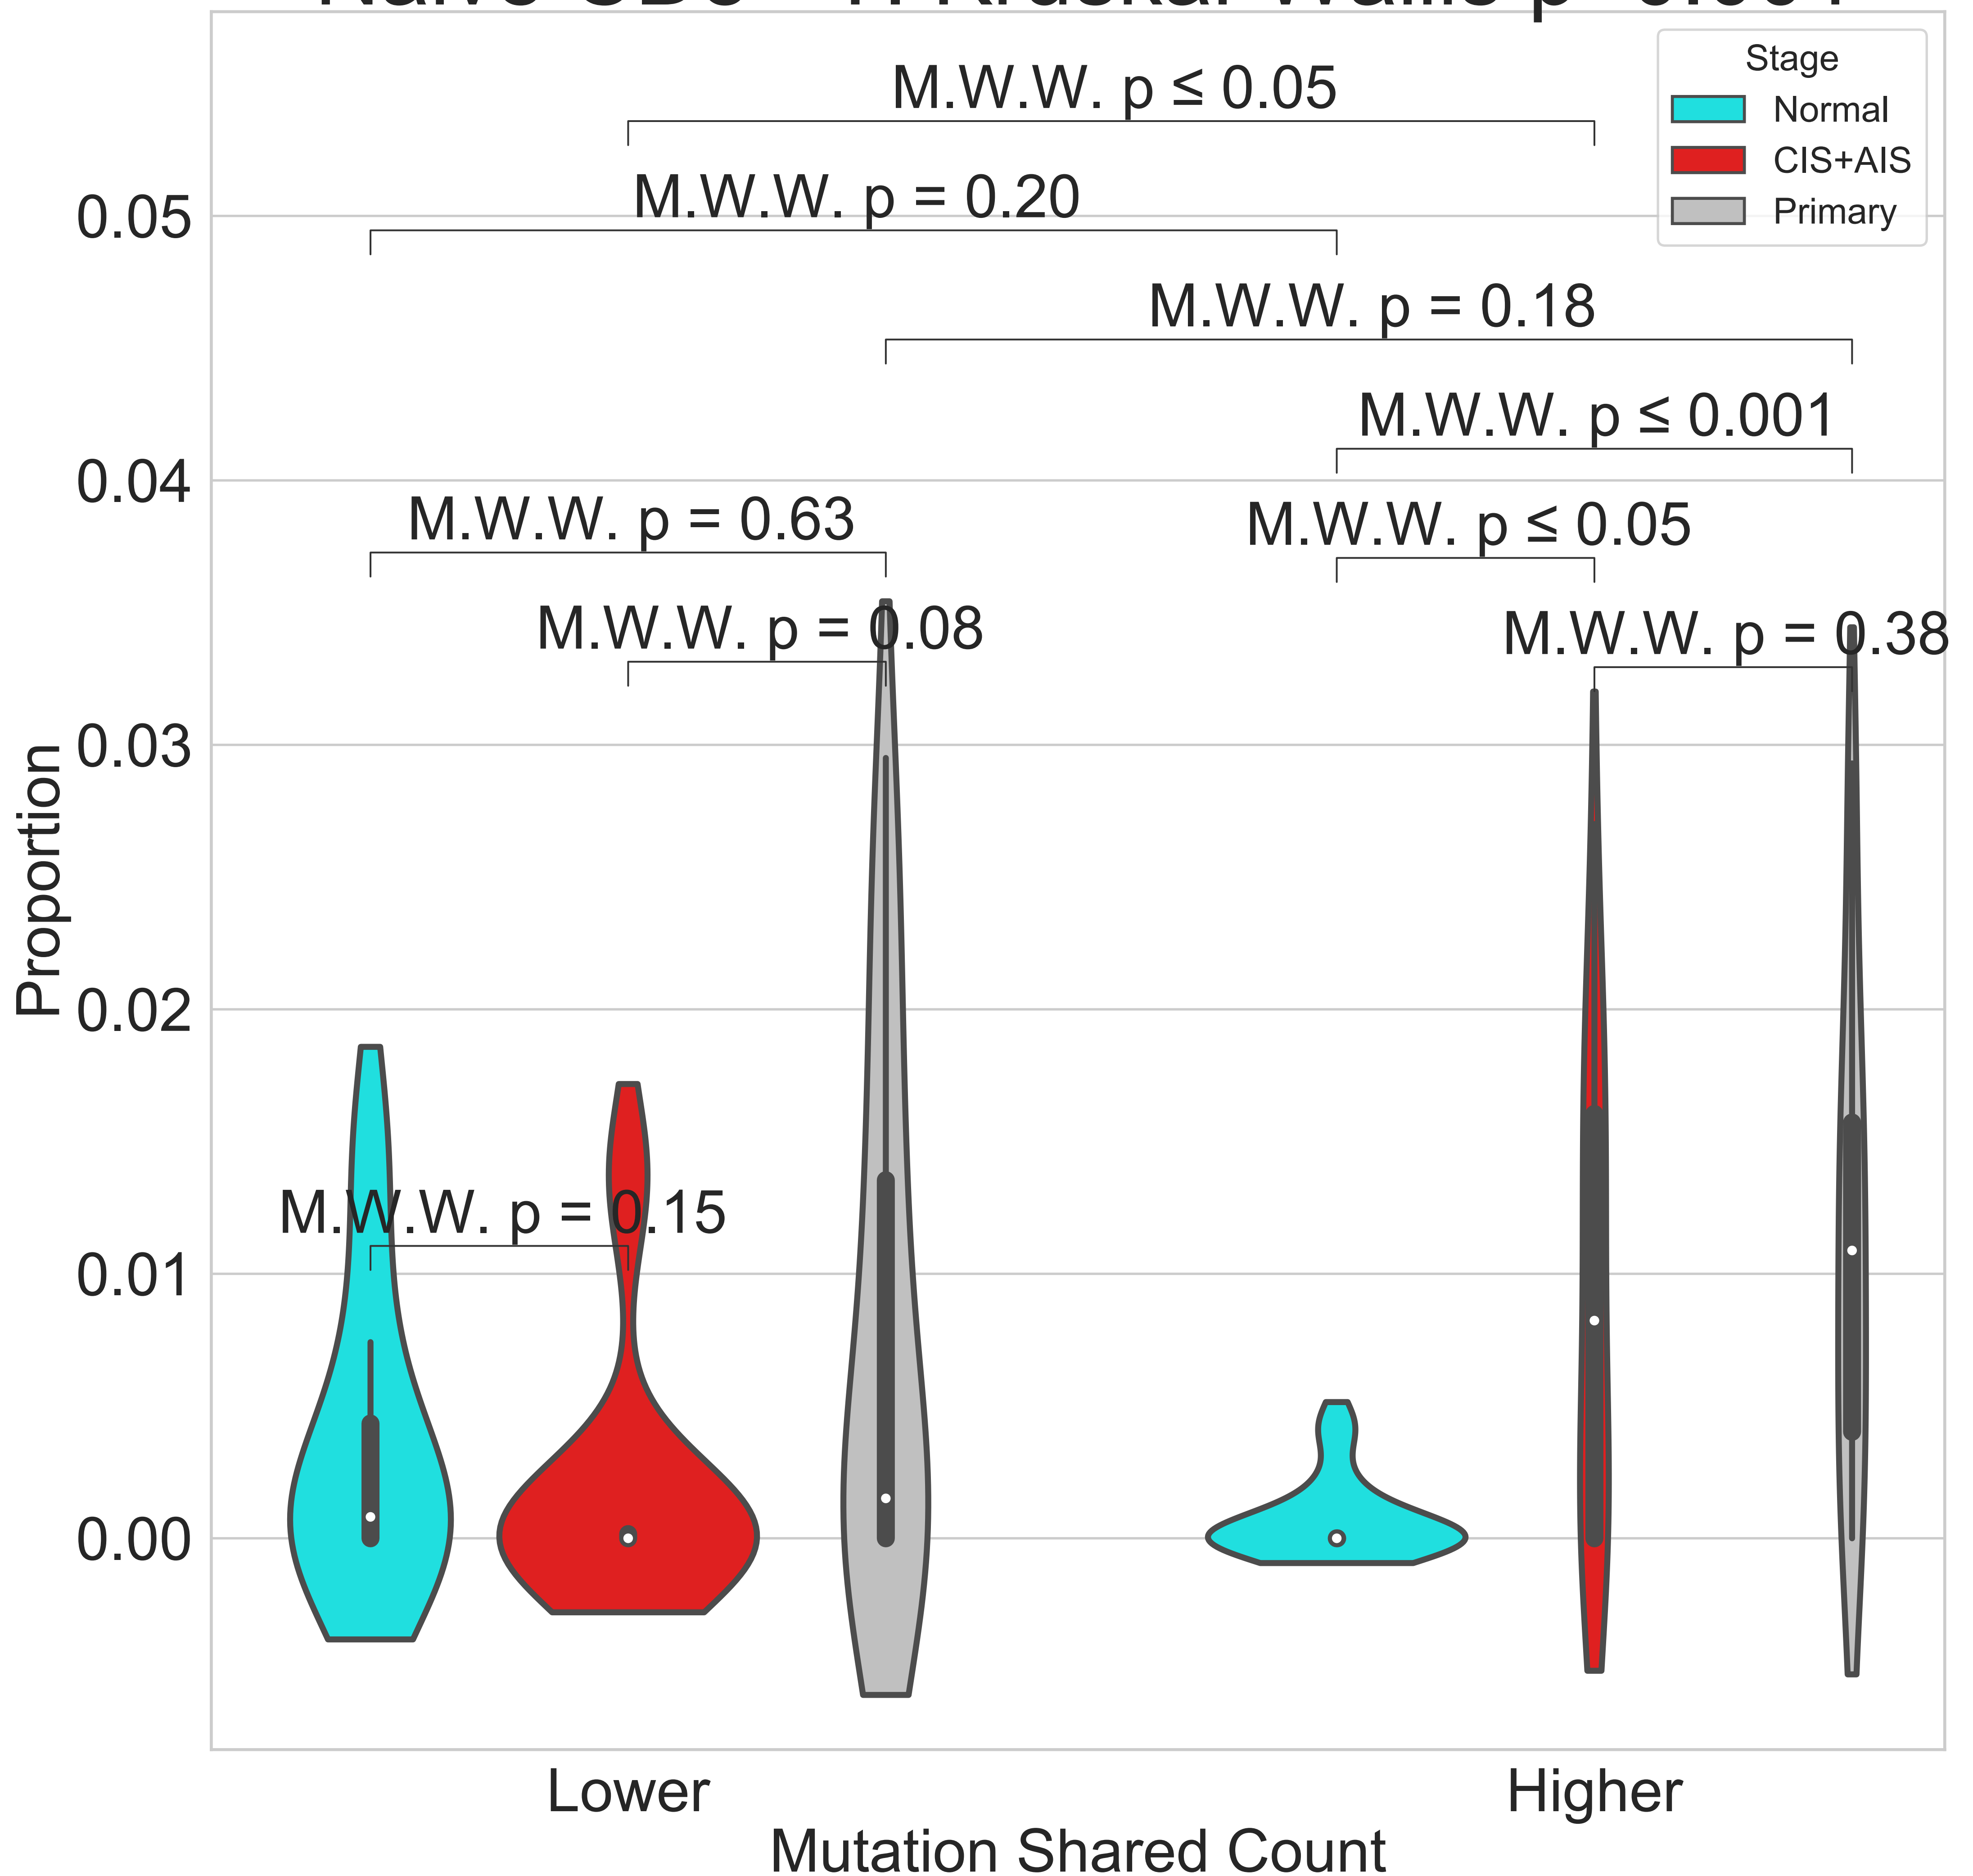 M.W.W. p ≤ 0.05
Stage
Normal
CIS+AIS
Primary
M.W.W. p = 0.20
M.W.W. p = 0.18
M.W.W. p ≤ 0.001
M.W.W. p = 0.63
M.W.W. p ≤ 0.05
M.W.W. p = 0.08
M.W.W. p = 0.38
M.W.W. p = 0.15
0.05
0.04
0.03
0.02
0.01
0.00
Proportion
Lower
Higher
Mutation Shared Count